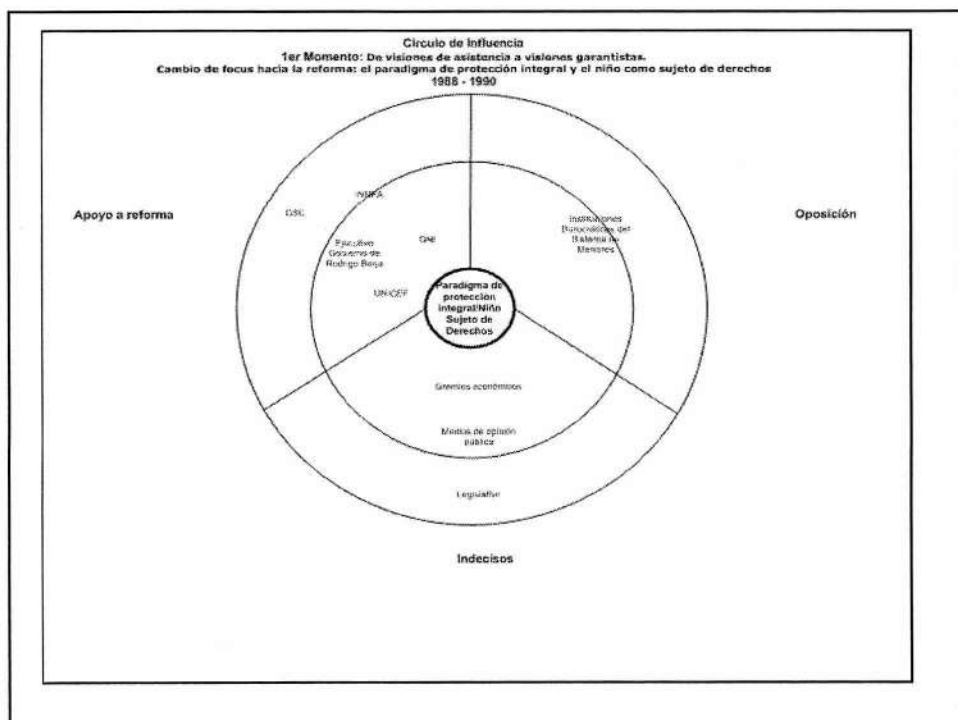 Circulo de Influencia
1er Momento: De visiones de asistencia a visiones garantistas.
Cambio de focus hacia la reforma: el paradigma de protección integral y el niño como sujeto de derechos
1988 - 1990
Apoyo a reforma
Oposición
INNFA
OSC
Ejecutivo
Gobierno de
Rodrigo Borja
UNICEF
Instituciones
Burocráticas del
Sistema de
Menores
Paradigma de
protección
integral/Niño
Sujeto de
Derechos
Gremios económicos
Medios de opinión
pública
Legislativo
Indecisos